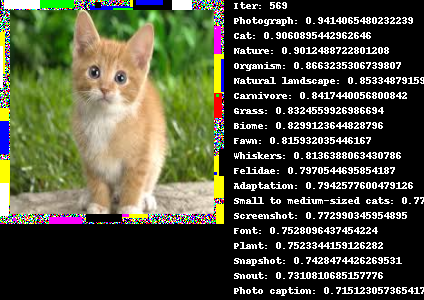 Iter: 569
Photograph: 0.9414065480232239
Cat: 0.9060895442962646
Nature: 0.9012488722801208
Organism: 0.8663235306739807
Natural landscape: 0.85334879159
Carnivore: 0.8417440056800842
Grass: 0.8324559926986694
Biome: 0.8299123644828796
Fawn: 0.815932035446167
Whiskers: 0.8136388063430786
Felidae: 0.7970544695854187
Adaptation: 0.7942577600479126
Small to medium-sized cats: 0.77
Screenshot: 0.772990345954895
Font: 0.7528096437454224
Plant: 0.7523344159126282
Snapshot: 0.7428474426269531
Snout: 0.7310810685157776
Photo caption: 0.715123057365417